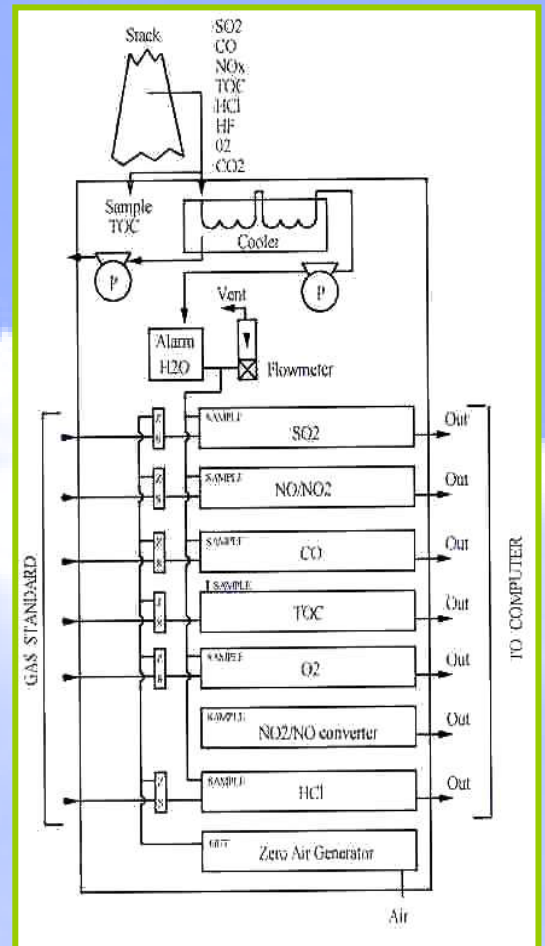 Stack
SO2
CO
NOx
TOC
HCl
HF
02
CO2
Sample
TOC
Cooler
P
P
Vent
Alarm
H2O
Flowmeter
GAS STANDARD
TO COMPUTER
Z
S
SAMPLE
SO2
Out
Z
S
SAMPLE
NO/NO2
Out
Z
S
SAMPLE
CO
Out
Z
S
SAMPLE
TOC
Out
Z
S
SAMPLE
O2
Out
SAMPLE
NO2/NO converter
Out
Z
S
SAMPLE
HCl
Out
OUT
Zero Air Generator
Air